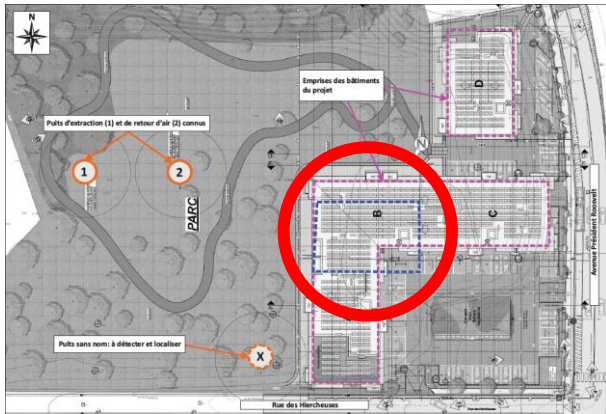 N
Emprises des bâtiments
du projet
D
Puits d'extraction (1) et de retour d'air (2) connus
1
2
PARC
B
C
Avenue Président Roosvelt
Puits sans nom: à détecter et localiser
X
Rue des Hiercheuses